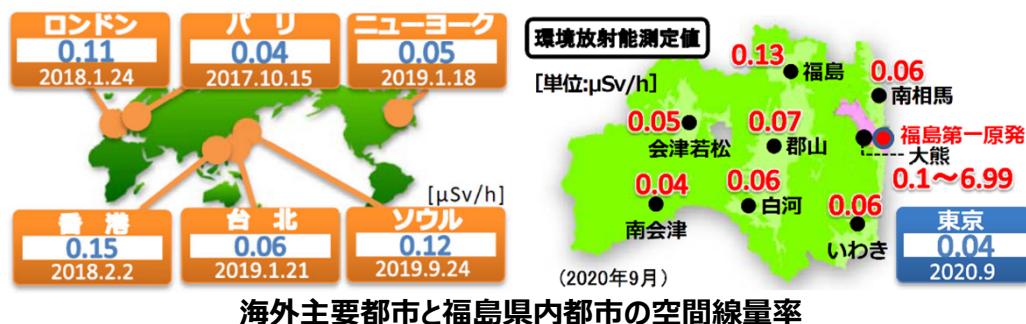 ロンドン
0.11
2018.1.24
パリ
0.04
2017.10.15
ニューヨーク
0.05
2019.1.18
[μSv/h]
香港
0.15
2018.2.2
台北
0.06
2019.1.21
ソウル
0.12
2019.9.24
環境放射能測定値
[単位:μSv/h]
0.13
福島
0.06
南相馬
0.05
会津若松
0.07
郡山
福島第一原発
大熊
0.1～6.99
0.04
南会津
0.06
白河
0.06
いわき
(2020年9月)
東京
0.04
2020.9
海外主要都市と福島県内都市の空間線量率